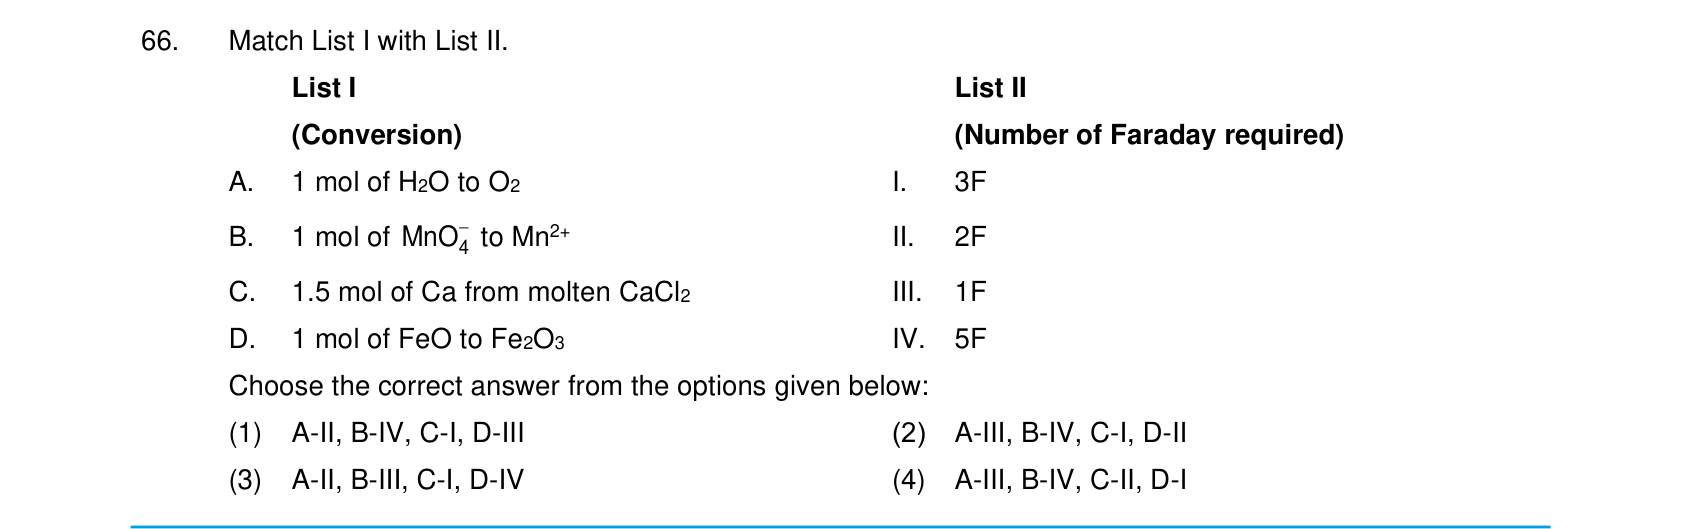 66. Match List I with List II.
List I List II
(Conversion) (Number of Faraday required)
A. 1 mol of H₂O to O₂ I. 3F
B. 1 mol of MnO₄⁻ to Mn²⁺ II. 2F
C. 1.5 mol of Ca from molten CaCl₂ III. 1F
D. 1 mol of FeO to Fe₂O₃ IV. 5F
Choose the correct answer from the options given below:
(1) A-II, B-IV, C-I, D-III (2) A-III, B-IV, C-I, D-II
(3) A-II, B-III, C-I, D-IV (4) A-III, B-IV, C-II, D-I